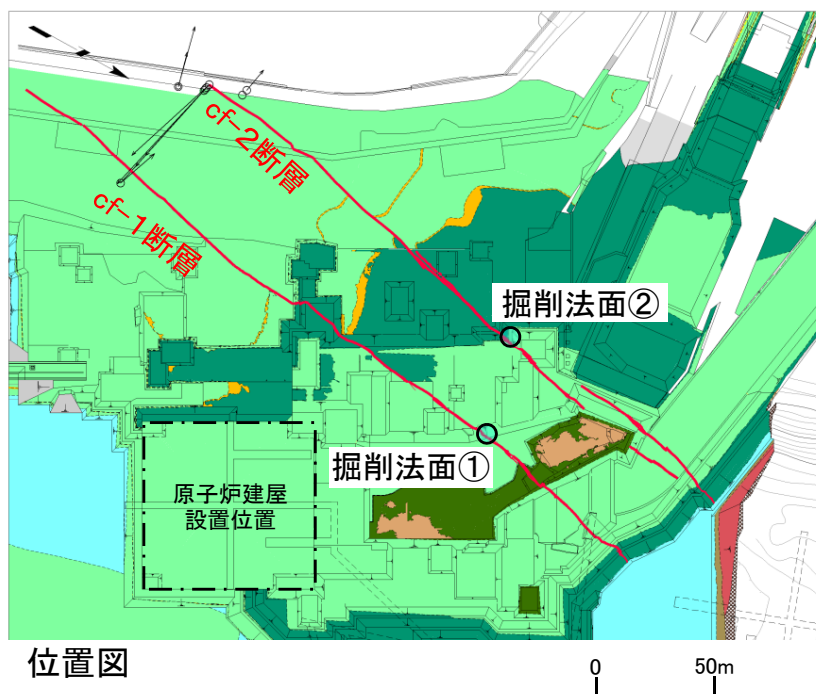 cf-2断層
cf-1断層
掘削法面②
掘削法面①
原子炉建屋
設置位置
位置図
0 50m